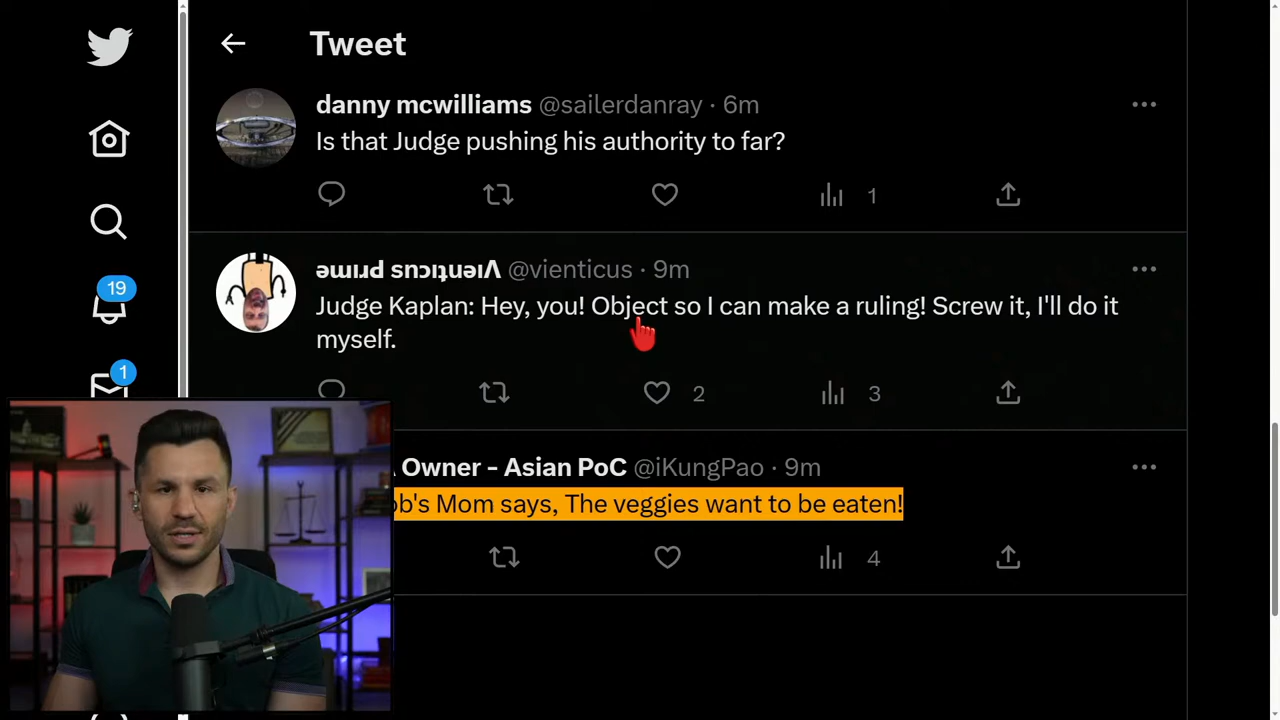 Tweet
danny mcwilliams @sailerdanray · 6m
Is that Judge pushing his authority to far?
1
ǝɯıɹd snɔıʇuǝıΛ @vienticus · 9m
Judge Kaplan: Hey, you! Object so I can make a ruling! Screw it, I'll do it
myself.
2 3
19
1
Owner - Asian PoC @iKungPao · 9m
Mom says, The veggies want to be eaten!
4